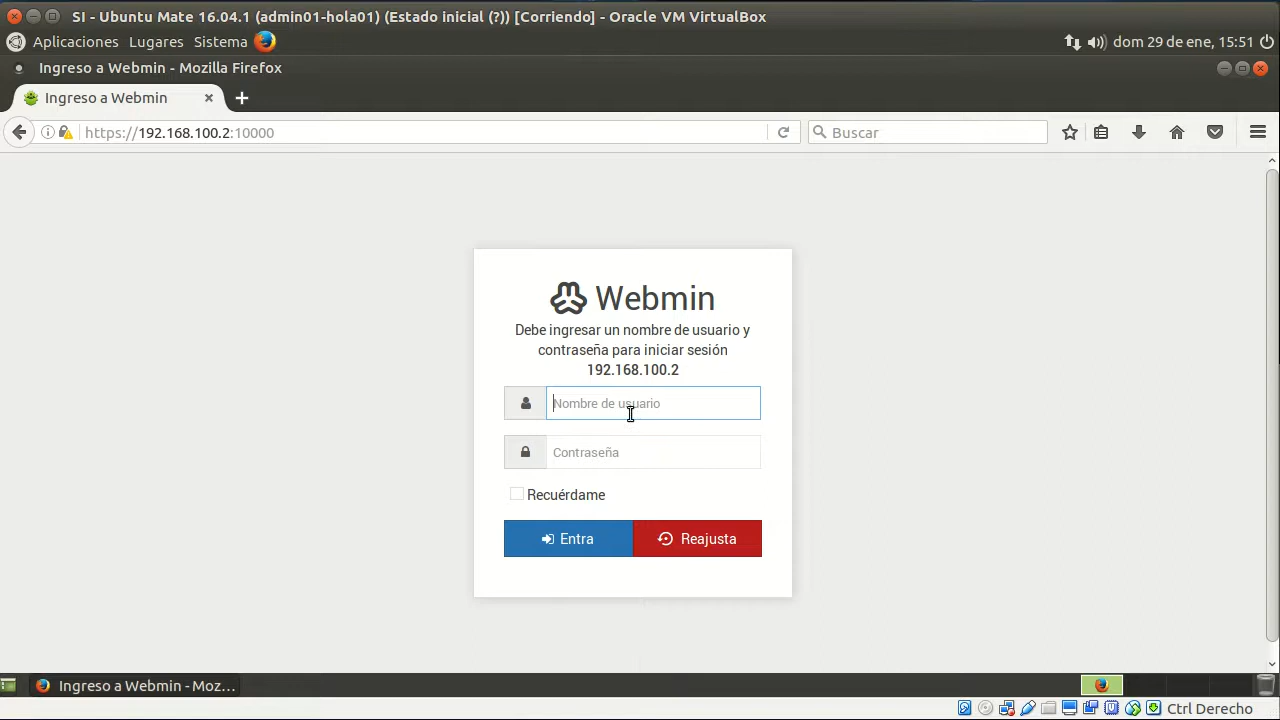 SI - Ubuntu Mate 16.04.1 (admin01-hola01) (Estado inicial (?)) [Corriendo] - Oracle VM VirtualBox
Aplicaciones Lugares Sistema dom 29 de ene, 15:51
Ingreso a Webmin - Mozilla Firefox
Ingreso a Webmin
https://192.168.100.2:10000 Buscar
Webmin
Debe ingresar un nombre de usuario y
contraseña para iniciar sesión
192.168.100.2
Nombre de usuario
Contraseña
Recuérdame
Entra Reajusta
Ingreso a Webmin - Moz...
Ctrl Derecho